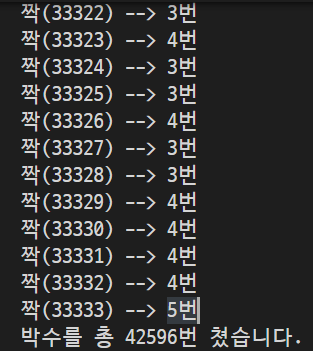 짝(33322) --> 3번
짝(33323) --> 4번
짝(33324) --> 3번
짝(33325) --> 3번
짝(33326) --> 4번
짝(33327) --> 3번
짝(33328) --> 3번
짝(33329) --> 4번
짝(33330) --> 4번
짝(33331) --> 4번
짝(33332) --> 4번
짝(33333) --> 5번
박수를 총 42596번 쳤습니다.